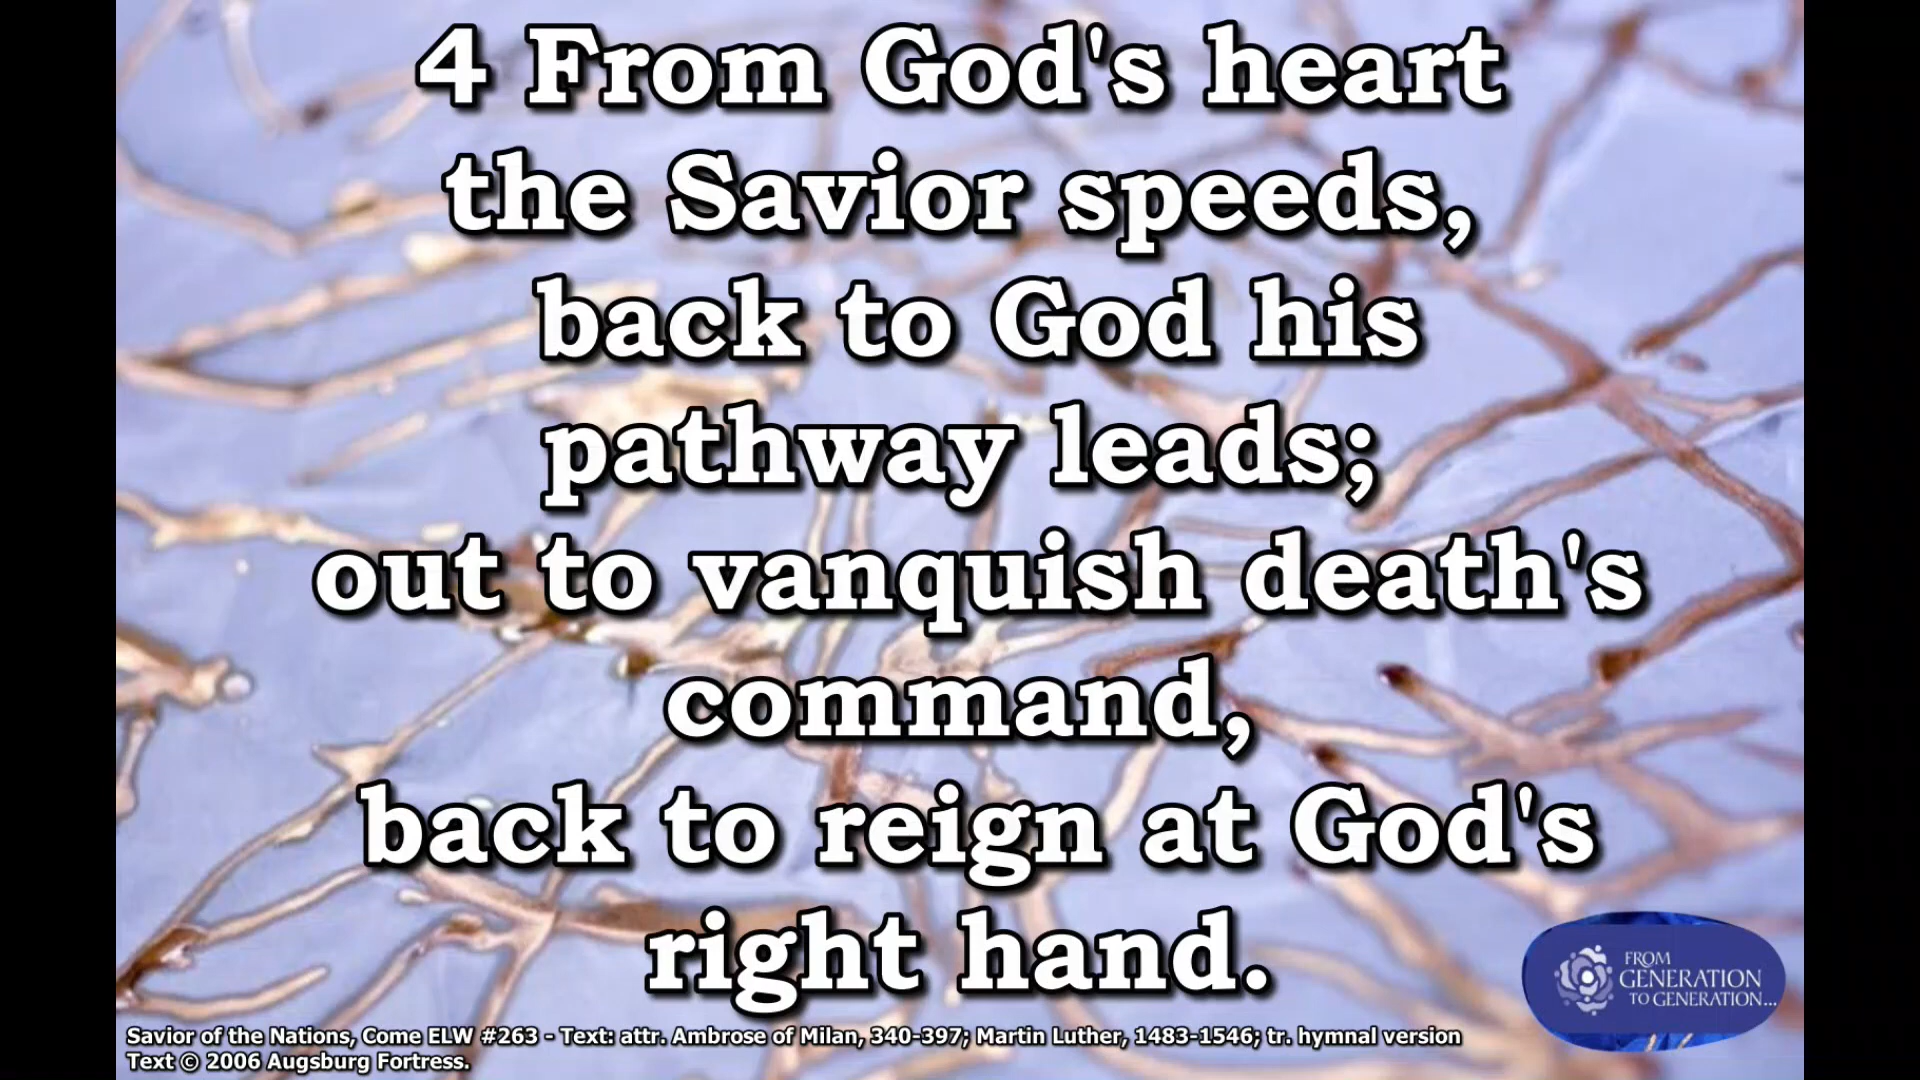 4 From God's heart
the Savior speeds,
back to God his
pathway leads;
out to vanquish death's
command,
back to reign at God's
right hand.
FROM
GENERATION
TO GENERATION...
Savior of the Nations, Come ELW #263 - Text: attr. Ambrose of Milan, 340-397; Martin Luther, 1483-1546; tr. hymnal version
Text © 2006 Augsburg Fortress.